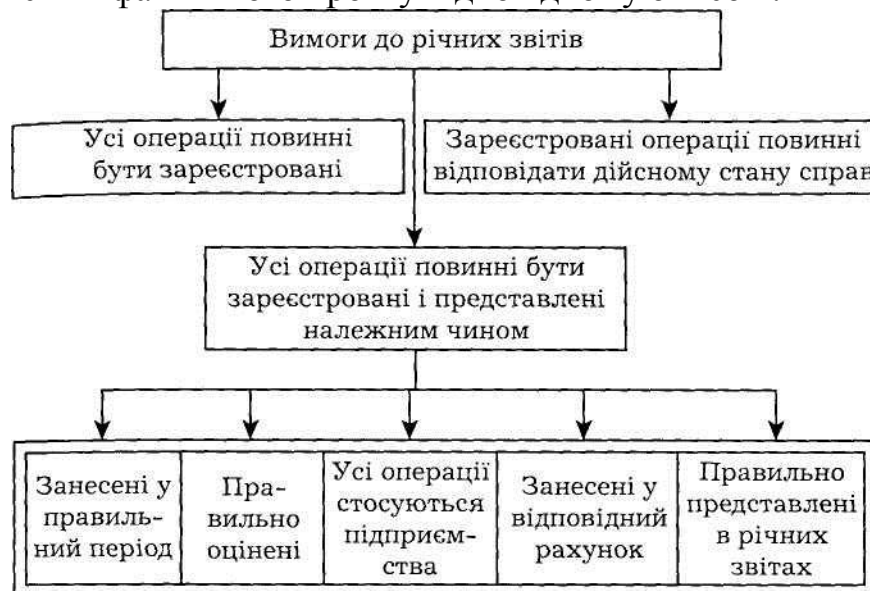 Вимоги до річних звітів
Усі операції повинні
бути зареєстровані
Зареєстровані операції повинні
відповідати дійсному стану справ
Усі операції повинні бути
зареєстровані і представлені
належним чином
Занесені у
правиль-
ний період
Пра-
вильно
оцінені
Усі операції
стосуються
підприєм-
ства
Занесені у
відповідний
рахунок
Правильно
представлені
в річних
звітах